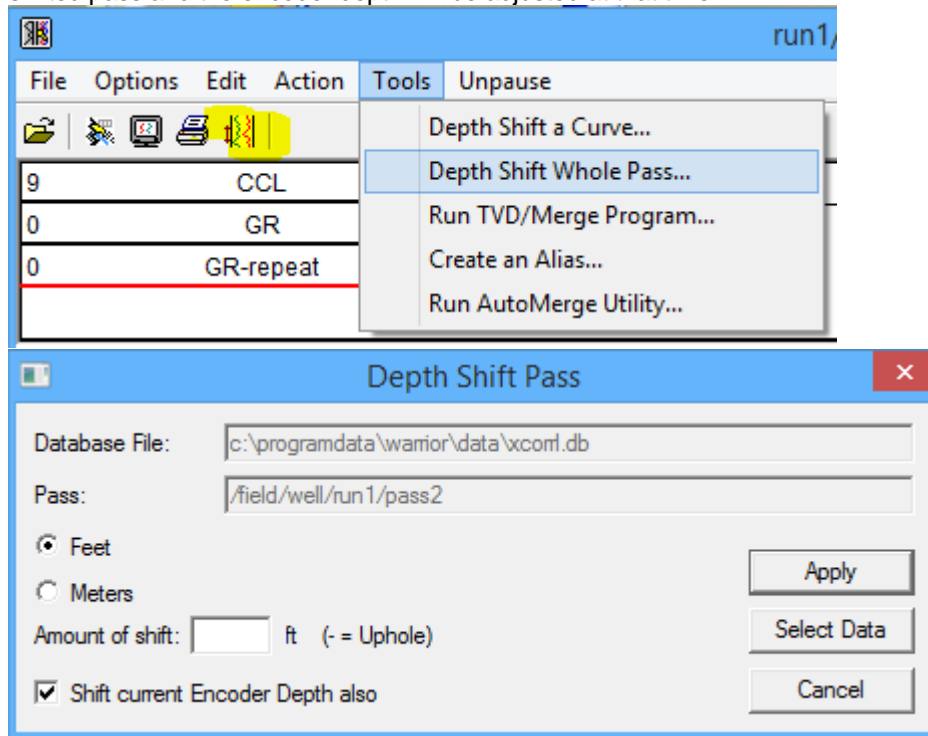 run1/
File Options Edit Action Tools Unpause
Depth Shift a Curve...
Depth Shift Whole Pass...
Run TVD/Merge Program...
Create an Alias...
Run AutoMerge Utility...
9 CCL
0 GR
0 GR-repeat
Depth Shift Pass
Database File: c:\programdata\warrior\data\xcorrl.db
Pass: /field/well/run1/pass2
Feet
Meters
Apply
Amount of shift: ft (- = Uphole)
Select Data
Shift current Encoder Depth also
Cancel